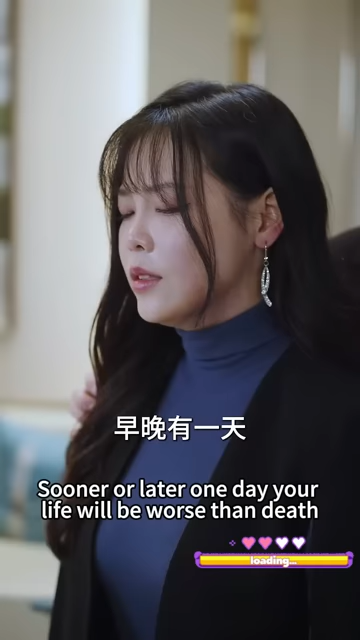 早晚有一天
Sooner or later one day your
life will be worse than death
loading...